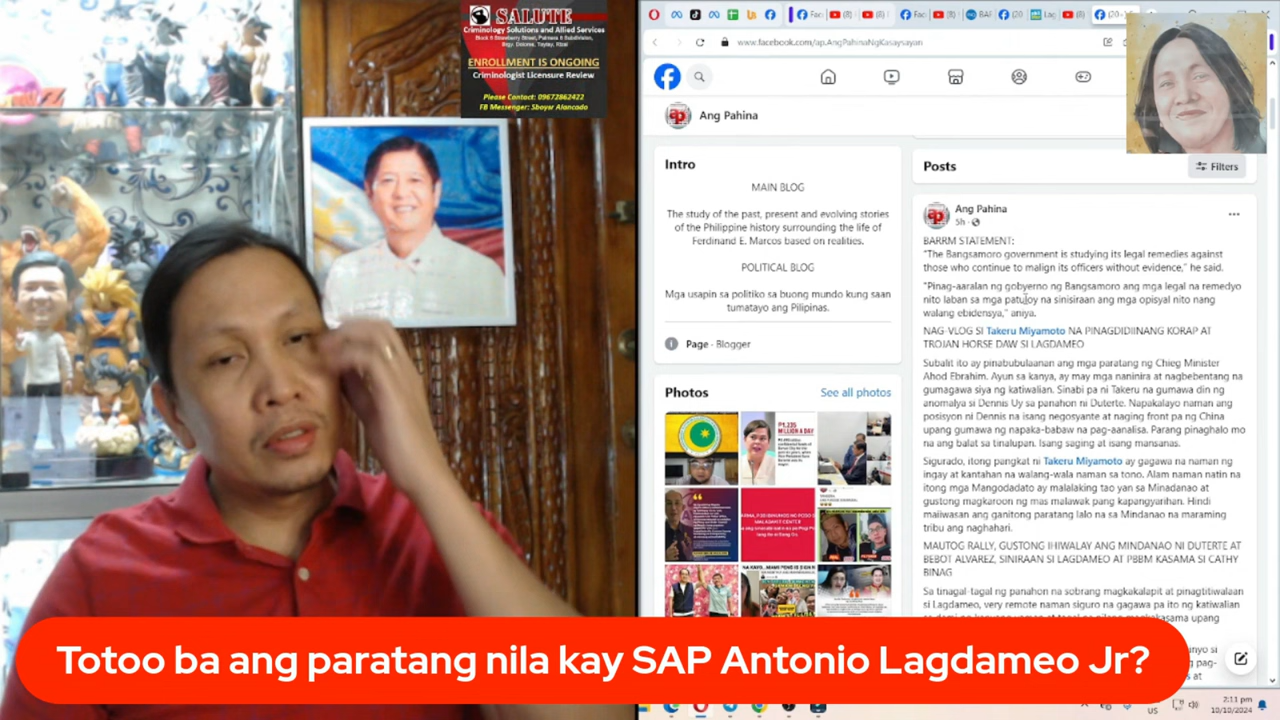 SALUTE
Criminology Solutions and Allied Services
ENROLLMENT IS ONGOING
Criminologist Licensure Review
Please Contact: 09672862422
FB Messenger: Sboyar Alancado
www.facebook.com/ap.AngPahinaNgKasaysayan
Ang Pahina
Intro
MAIN BLOG
The study of the past, present and evolving stories
of the Philippine history surrounding the life of
Ferdinand E. Marcos based on realities.
POLITICAL BLOG
Mga usapin sa politiko sa buong mundo kung saan
tumatayo ang Pilipinas.
Page · Blogger
Photos
See all photos
Posts
Filters
Ang Pahina
5h
BARRM STATEMENT:
"The Bangsamoro government is studying its legal remedies against
those who continue to malign its officers without evidence," he said.
"Pinag-aaralan ng gobyerno ng Bangsamoro ang mga legal na remedyo
nito laban sa mga patuloy na sinisiraan ang mga opisyal nito nang
walang ebidensya," aniya.
NAG-VLOG SI Takeru Miyamoto NA PINAGDIDIINANG KORAP AT
TROJAN HORSE DAW SI LAGDAMEO
Subalit ito ay pinabubulaanan ang mga paratang ng Chieg Minister
Ahod Ebrahim. Ayun sa kanya, ay may mga naninira at nagbebentang na
gumagawa siya ng katiwalian. Sinabi pa ni Takeru na gumawa din ng
anomalya si Dennis Uy sa panahon ni Duterte. Napakalayo naman ang
posisyon ni Dennis na isang negosyante at naging front pa ng China
upang gumawa ng napaka-babaw na pag-aanalisa. Parang pinaghalo mo
na ang balat sa tinalupan. Isang saging at isang mansanas.
Sigurado, itong pangkat ni Takeru Miyamoto ay gagawa na naman ng
ingay at kantahan na walang-wala naman sa tono. Alam naman natin na
itong mga Mangodadato ay malalaking tao yan sa Minadanao at
gustong magkaroon ng mas malawak pang kapangyarihan. Hindi
maiiwasan ang ganitong paratang lalo na sa Mindanao na maraming
tribu ang naghahari.
MAUTOG RALLY, GUSTONG IHIWALAY ANG MINDANAO NI DUTERTE AT
BEBOT ALVAREZ, SINIRAAN SI LAGDAMEO AT PBBM KASAMA SI CATHY
BINAG
Sa tinagal-tagal ng panahon na sobrang magkakalapit at pinagtitiwalaan
si Lagdameo, very remote naman siguro na gagawa pa ito ng katiwalian
Totoo ba ang paratang nila kay SAP Antonio Lagdameo Jr?
2:11 pm
US
10/10/2024